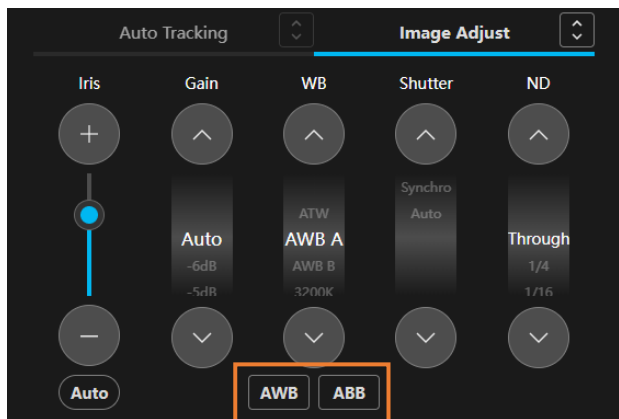 Auto Tracking Image Adjust
Iris Gain WB Shutter ND
Synchro
ATW Auto
Auto AWB A Through
-6dB AWB B 1/4
-5dB 3200K 1/16
Auto AWB ABB